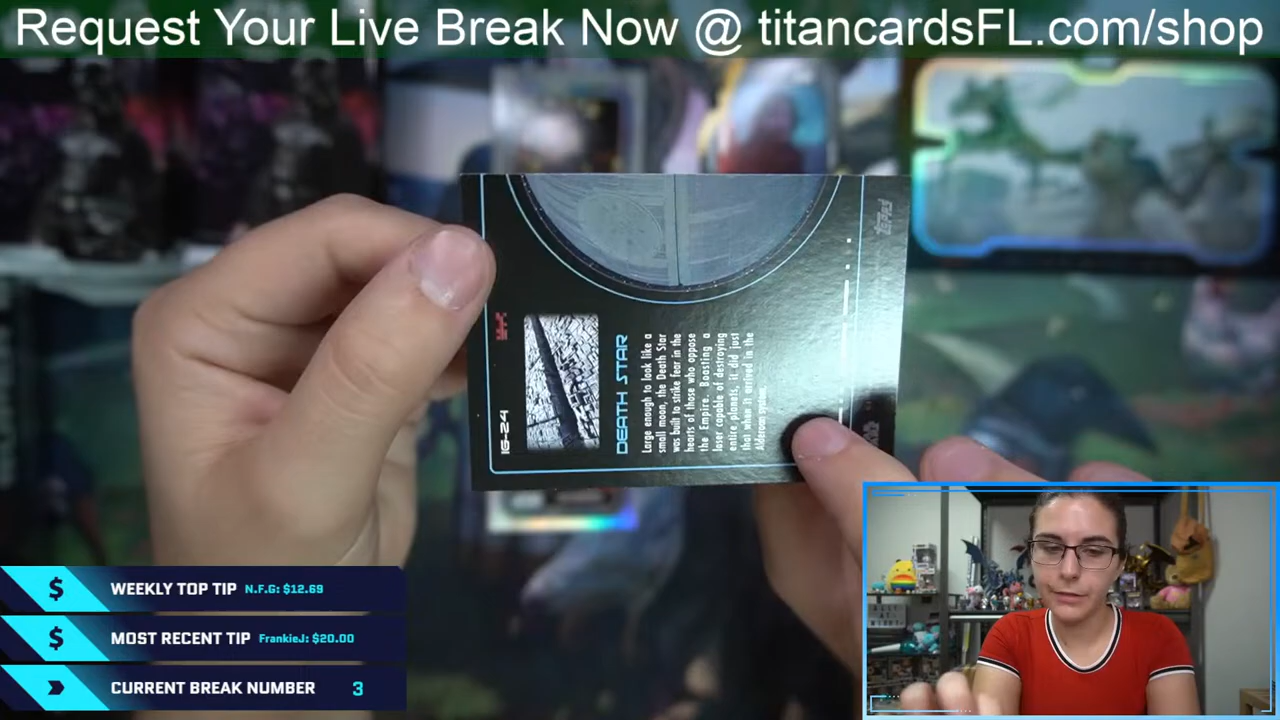 Request Your Live Break Now @ titancardsFL.com/shop
Topps
IG-24
DEATH STAR
Large enough to look like a
small moon, the Death Star
was built to strike fear in the
hearts of those who oppose
the Empire. Boasting a
laser capable of destroying
entire planets, it did just
that when it arrived in the
Alderaan system.
WEEKLY TOP TIP N.F.G: $12.69
MOST RECENT TIP FrankieJ: $20.00
CURRENT BREAK NUMBER 3